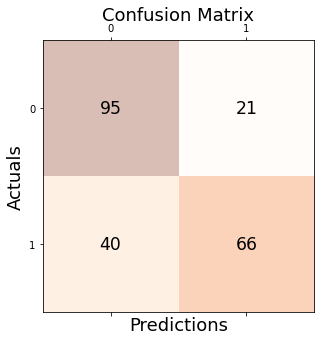 Confusion Matrix
0 1
0 95 21
1 40 66
Actuals
Predictions